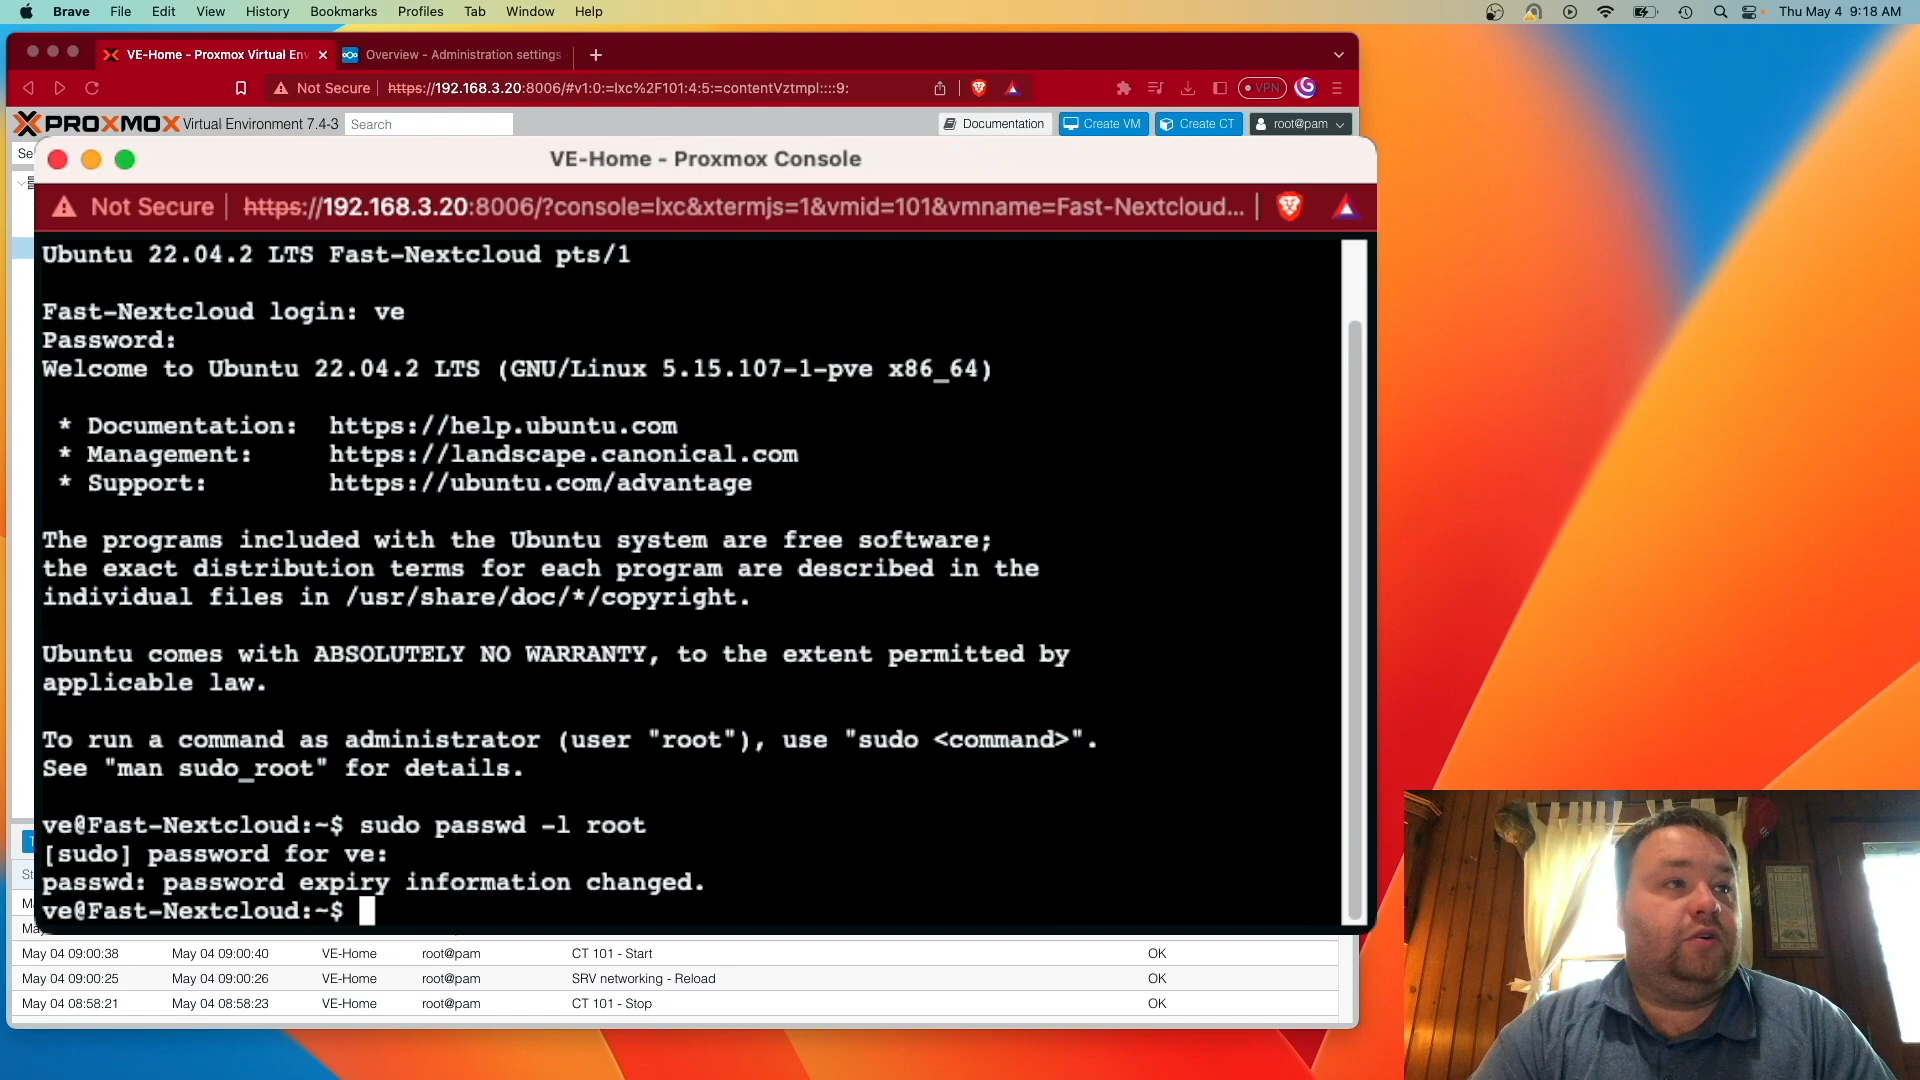 Brave File Edit View History Bookmarks Profiles Tab Window Help Thu May 4 9:18 AM
VE-Home - Proxmox Virtual En Overview - Administration settings
Not Secure https://192.168.3.20:8006/#v1:0:=lxc%2F101:4:5:=contentVztmpl::::9: VPN
PROXMOX Virtual Environment 7.4-3 Search Documentation Create VM Create CT root@pam
Se
VE-Home - Proxmox Console
Not Secure https://192.168.3.20:8006/?console=lxc&xtermjs=1&vmid=101&vmname=Fast-Nextcloud...
Ubuntu 22.04.2 LTS Fast-Nextcloud pts/1
Fast-Nextcloud login: ve
Password:
Welcome to Ubuntu 22.04.2 LTS (GNU/Linux 5.15.107-1-pve x86_64)
* Documentation: https://help.ubuntu.com
* Management: https://landscape.canonical.com
* Support: https://ubuntu.com/advantage
The programs included with the Ubuntu system are free software;
the exact distribution terms for each program are described in the
individual files in /usr/share/doc/*/copyright.
Ubuntu comes with ABSOLUTELY NO WARRANTY, to the extent permitted by
applicable law.
To run a command as administrator (user "root"), use "sudo <command>".
See "man sudo_root" for details.
ve@Fast-Nextcloud:~$ sudo passwd -l root
[sudo] password for ve:
passwd: password expiry information changed.
ve@Fast-Nextcloud:~$
T
St
Ma
Ma
May 04 09:00:38 May 04 09:00:40 VE-Home root@pam CT 101 - Start OK
May 04 09:00:25 May 04 09:00:26 VE-Home root@pam SRV networking - Reload OK
May 04 08:58:21 May 04 08:58:23 VE-Home root@pam CT 101 - Stop OK